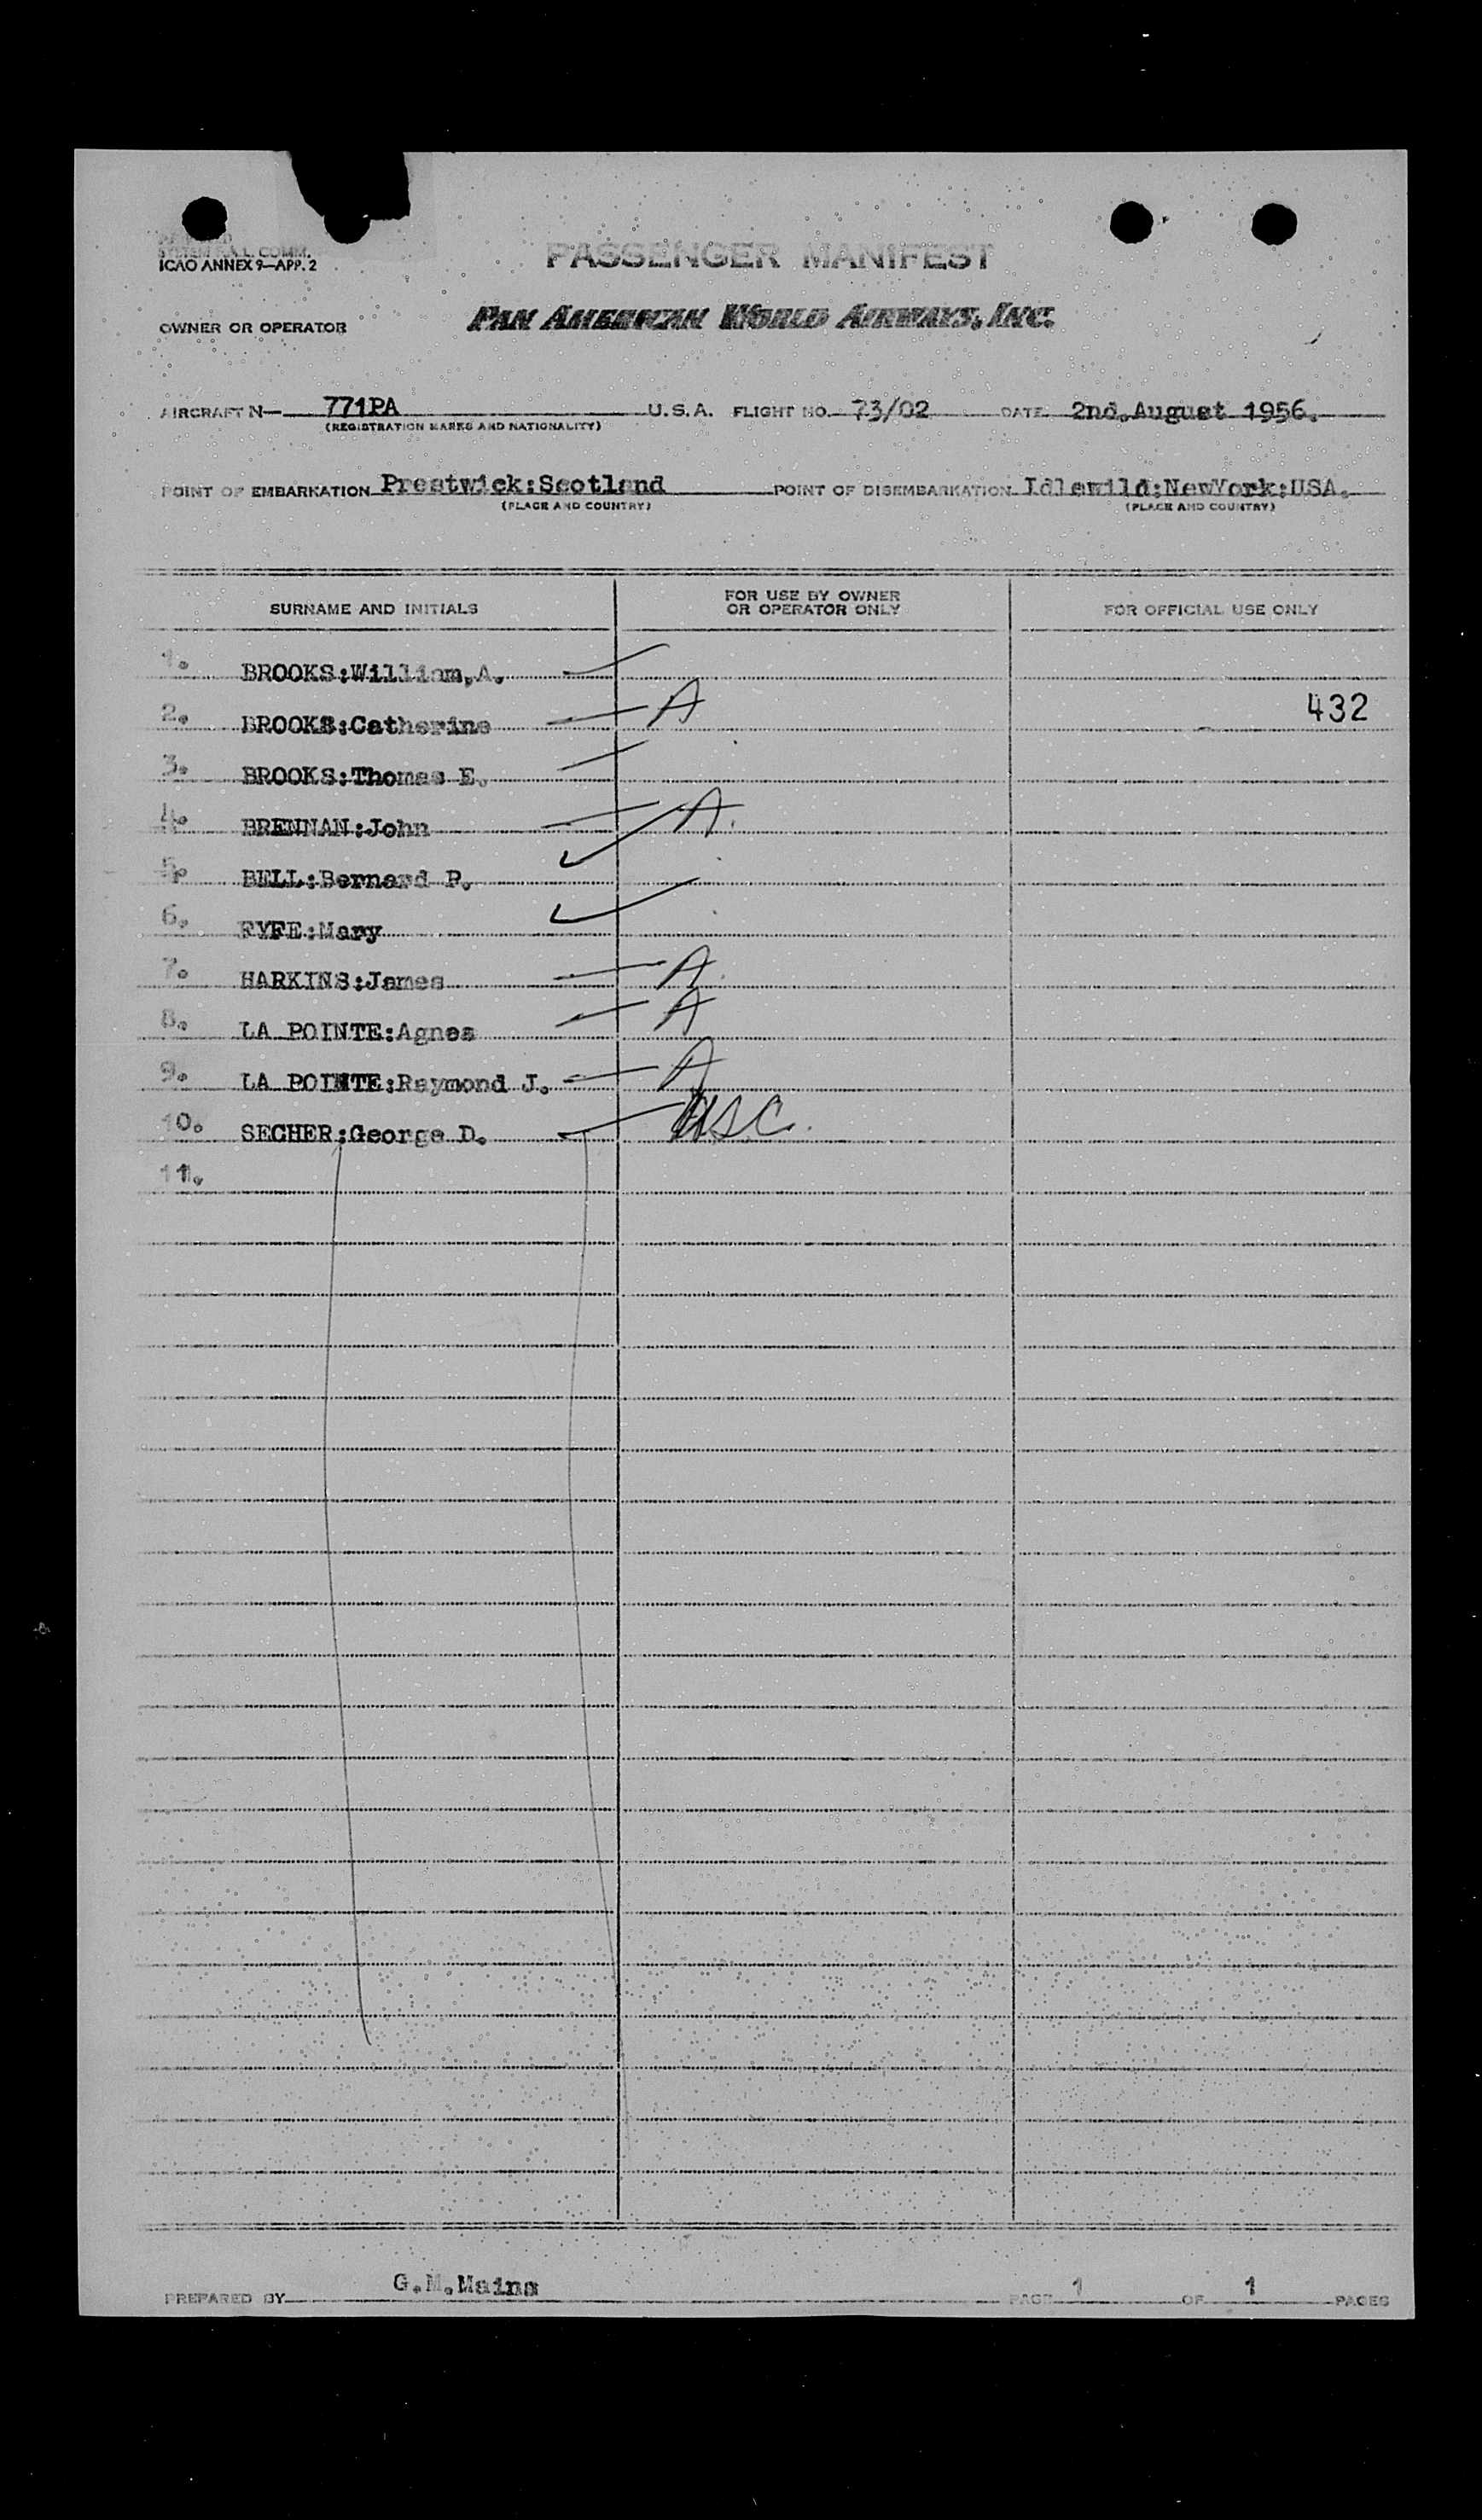 SYSTEM SAL. COMM.
ICAO ANNEX 9—APP. 2
PASSENGER MANIFEST
OWNER OR OPERATOR PAN AMERICAN WORLD AIRWAYS, INC.
AIRCRAFT N— 771PA U.S.A. FLIGHT NO. 73/02 DATE 2nd.August 1956.
(REGISTRATION MARKS AND NATIONALITY)
POINT OF EMBARKATION Prestwick:Scotland POINT OF DISEMBARKATION Idlewild:NewYork:USA.
(PLACE AND COUNTRY) (PLACE AND COUNTRY)
SURNAME AND INITIALS FOR USE BY OWNER OR OPERATOR ONLY FOR OFFICIAL USE ONLY
1. BROOKS:William,A.
2. BROOKS:Catherine A 432
3. BROOKS:Thomas E.
4. BRENNAN:John A.
5. BELL:Bernard P.
6. FYFE:Mary
7. HARKINS:James A.
8. LA POINTE:Agnes A
9. LA POINTE:Raymond J. A
10. SECHER:George D. USC.
11.
PREPARED BY G.M.Mains PAGE 1 OF 1 PAGES